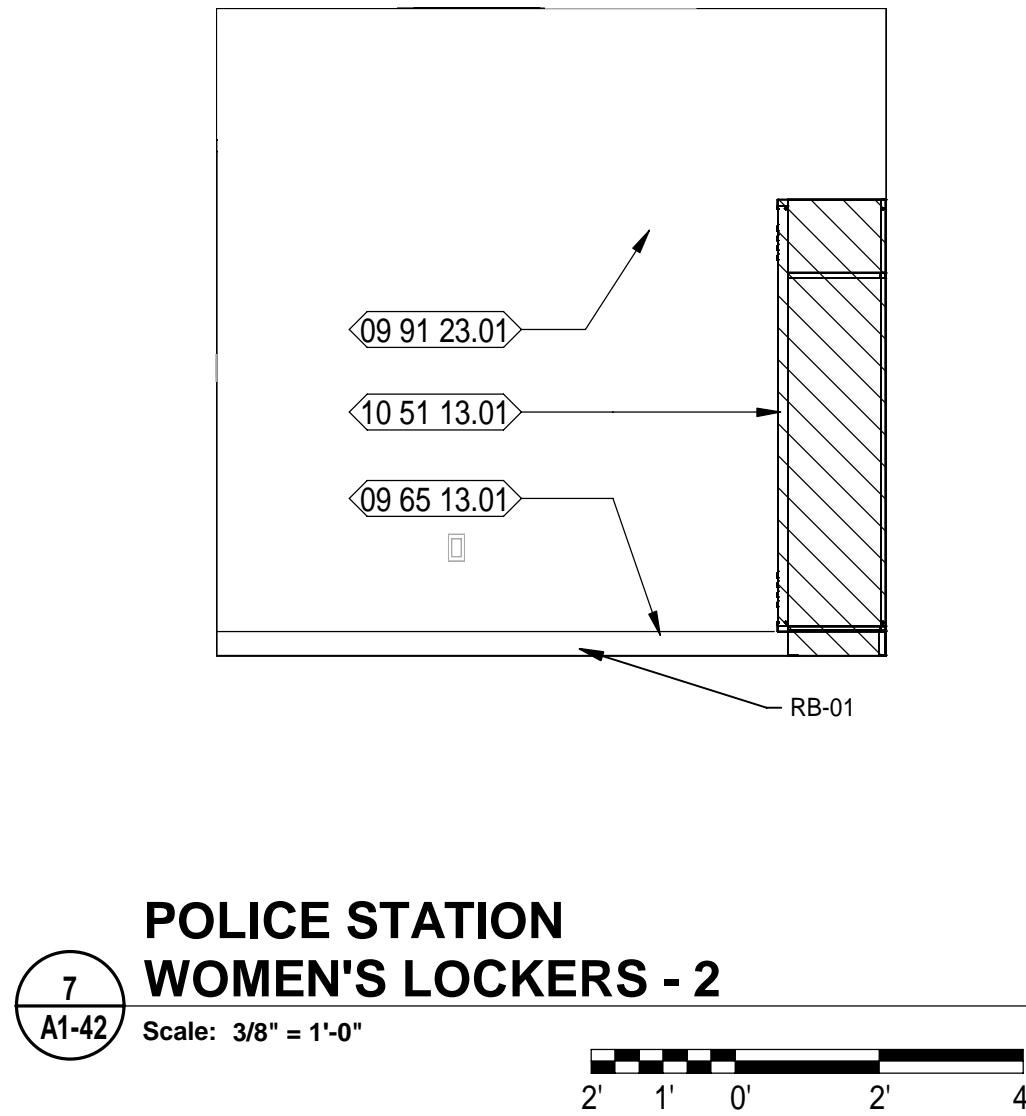 09 91 23.01
10 51 13.01
09 65 13.01
RB-01
POLICE STATION
WOMEN'S LOCKERS - 2
7
A1-42
Scale: 3/8" = 1'-0"
2' 1' 0' 2' 4